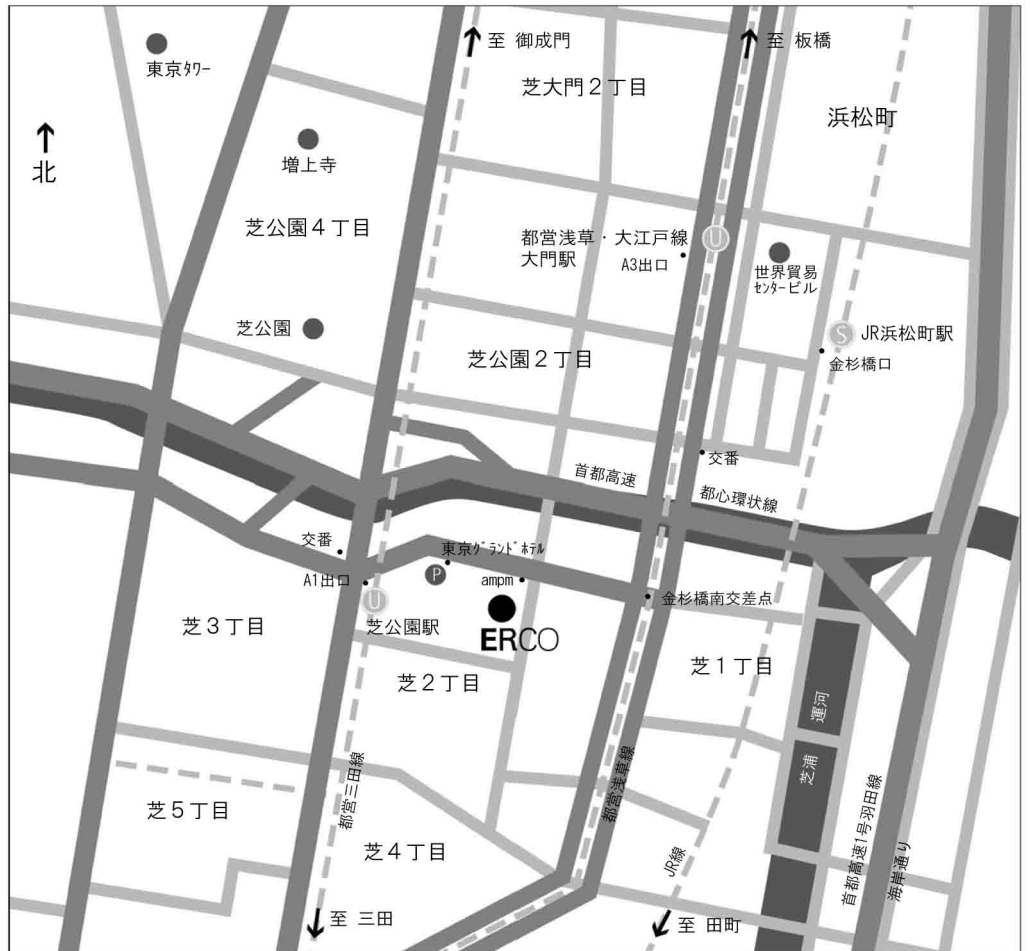 至 御成門
至 板橋
東京ﾀﾜｰ
芝大門２丁目
浜松町
北
増上寺
芝公園４丁目
都営浅草・大江戸線
大門駅
A3出口
U
世界貿易
ｾﾝﾀｰビル
芝公園
S
JR浜松町駅
金杉橋口
芝公園２丁目
交番
首都高速
都心環状線
交番
東京ｸﾞﾗﾝﾄﾞﾎﾃﾙ
A1出口
P
ampm
U
金杉橋南交差点
芝３丁目
芝公園駅
ERCO
芝２丁目
芝１丁目
運河
芝浦
都営三田線
都営浅草線
芝５丁目
芝４丁目
JR線
首都高速1号羽田線
海岸通り
至 三田
至 田町